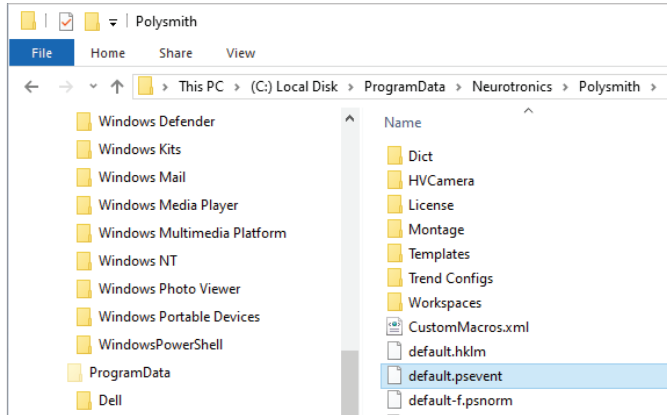 Polysmith
File Home Share View
This PC > (C:) Local Disk > ProgramData > Neurotronics > Polysmith >
Windows Defender
Windows Kits
Windows Mail
Windows Media Player
Windows Multimedia Platform
Windows NT
Windows Photo Viewer
Windows Portable Devices
WindowsPowerShell
ProgramData
Dell
Name
Dict
HVCamera
License
Montage
Templates
Trend Configs
Workspaces
CustomMacros.xml
default.hklm
default.psevent
default-f.psnorm